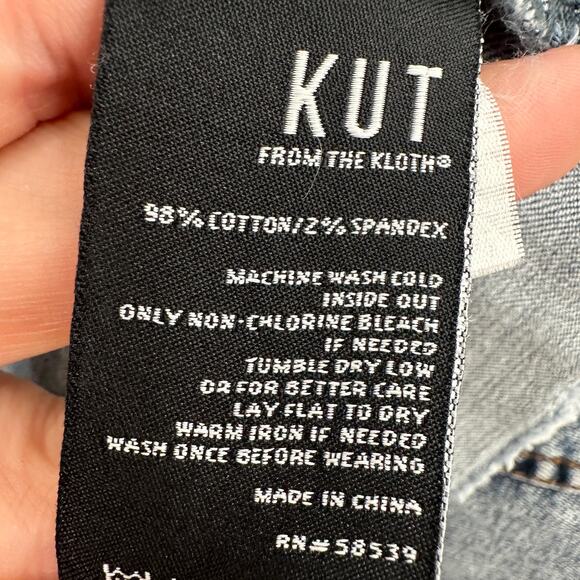 KUT
FROM THE KLOTH®
98% COTTON/2% SPANDEX
MACHINE WASH COLD
INSIDE OUT
ONLY NON-CHLORINE BLEACH
IF NEEDED
TUMBLE DRY LOW
OR FOR BETTER CARE
LAY FLAT TO DRY
WARM IRON IF NEEDED
WASH ONCE BEFORE WEARING
MADE IN CHINA
RN#58539